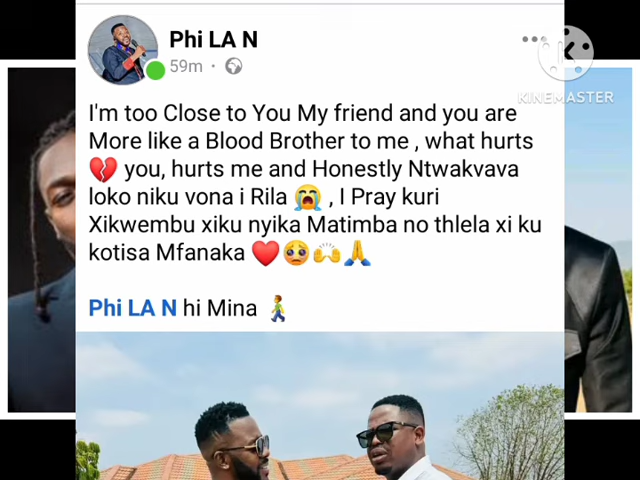 Phi LA N
59m
KINEMASTER
I'm too Close to You My friend and you are
More like a Blood Brother to me , what hurts
💔 you, hurts me and Honestly Ntwakvava
loko niku vona i Rila 😭 , I Pray kuri
Xikwembu xiku nyika Matimba no thlela xi ku
kotisa Mfanaka ❤️🥺🙌🙏
Phi LA N hi Mina 🚶‍♂️